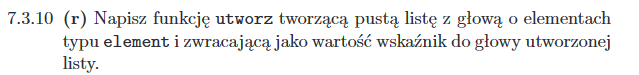 7.3.10 (r) Napisz funkcję utworz tworzącą pustą listę z głową o elementach
typu element i zwracającą jako wartość wskaźnik do głowy utworzonej
listy.